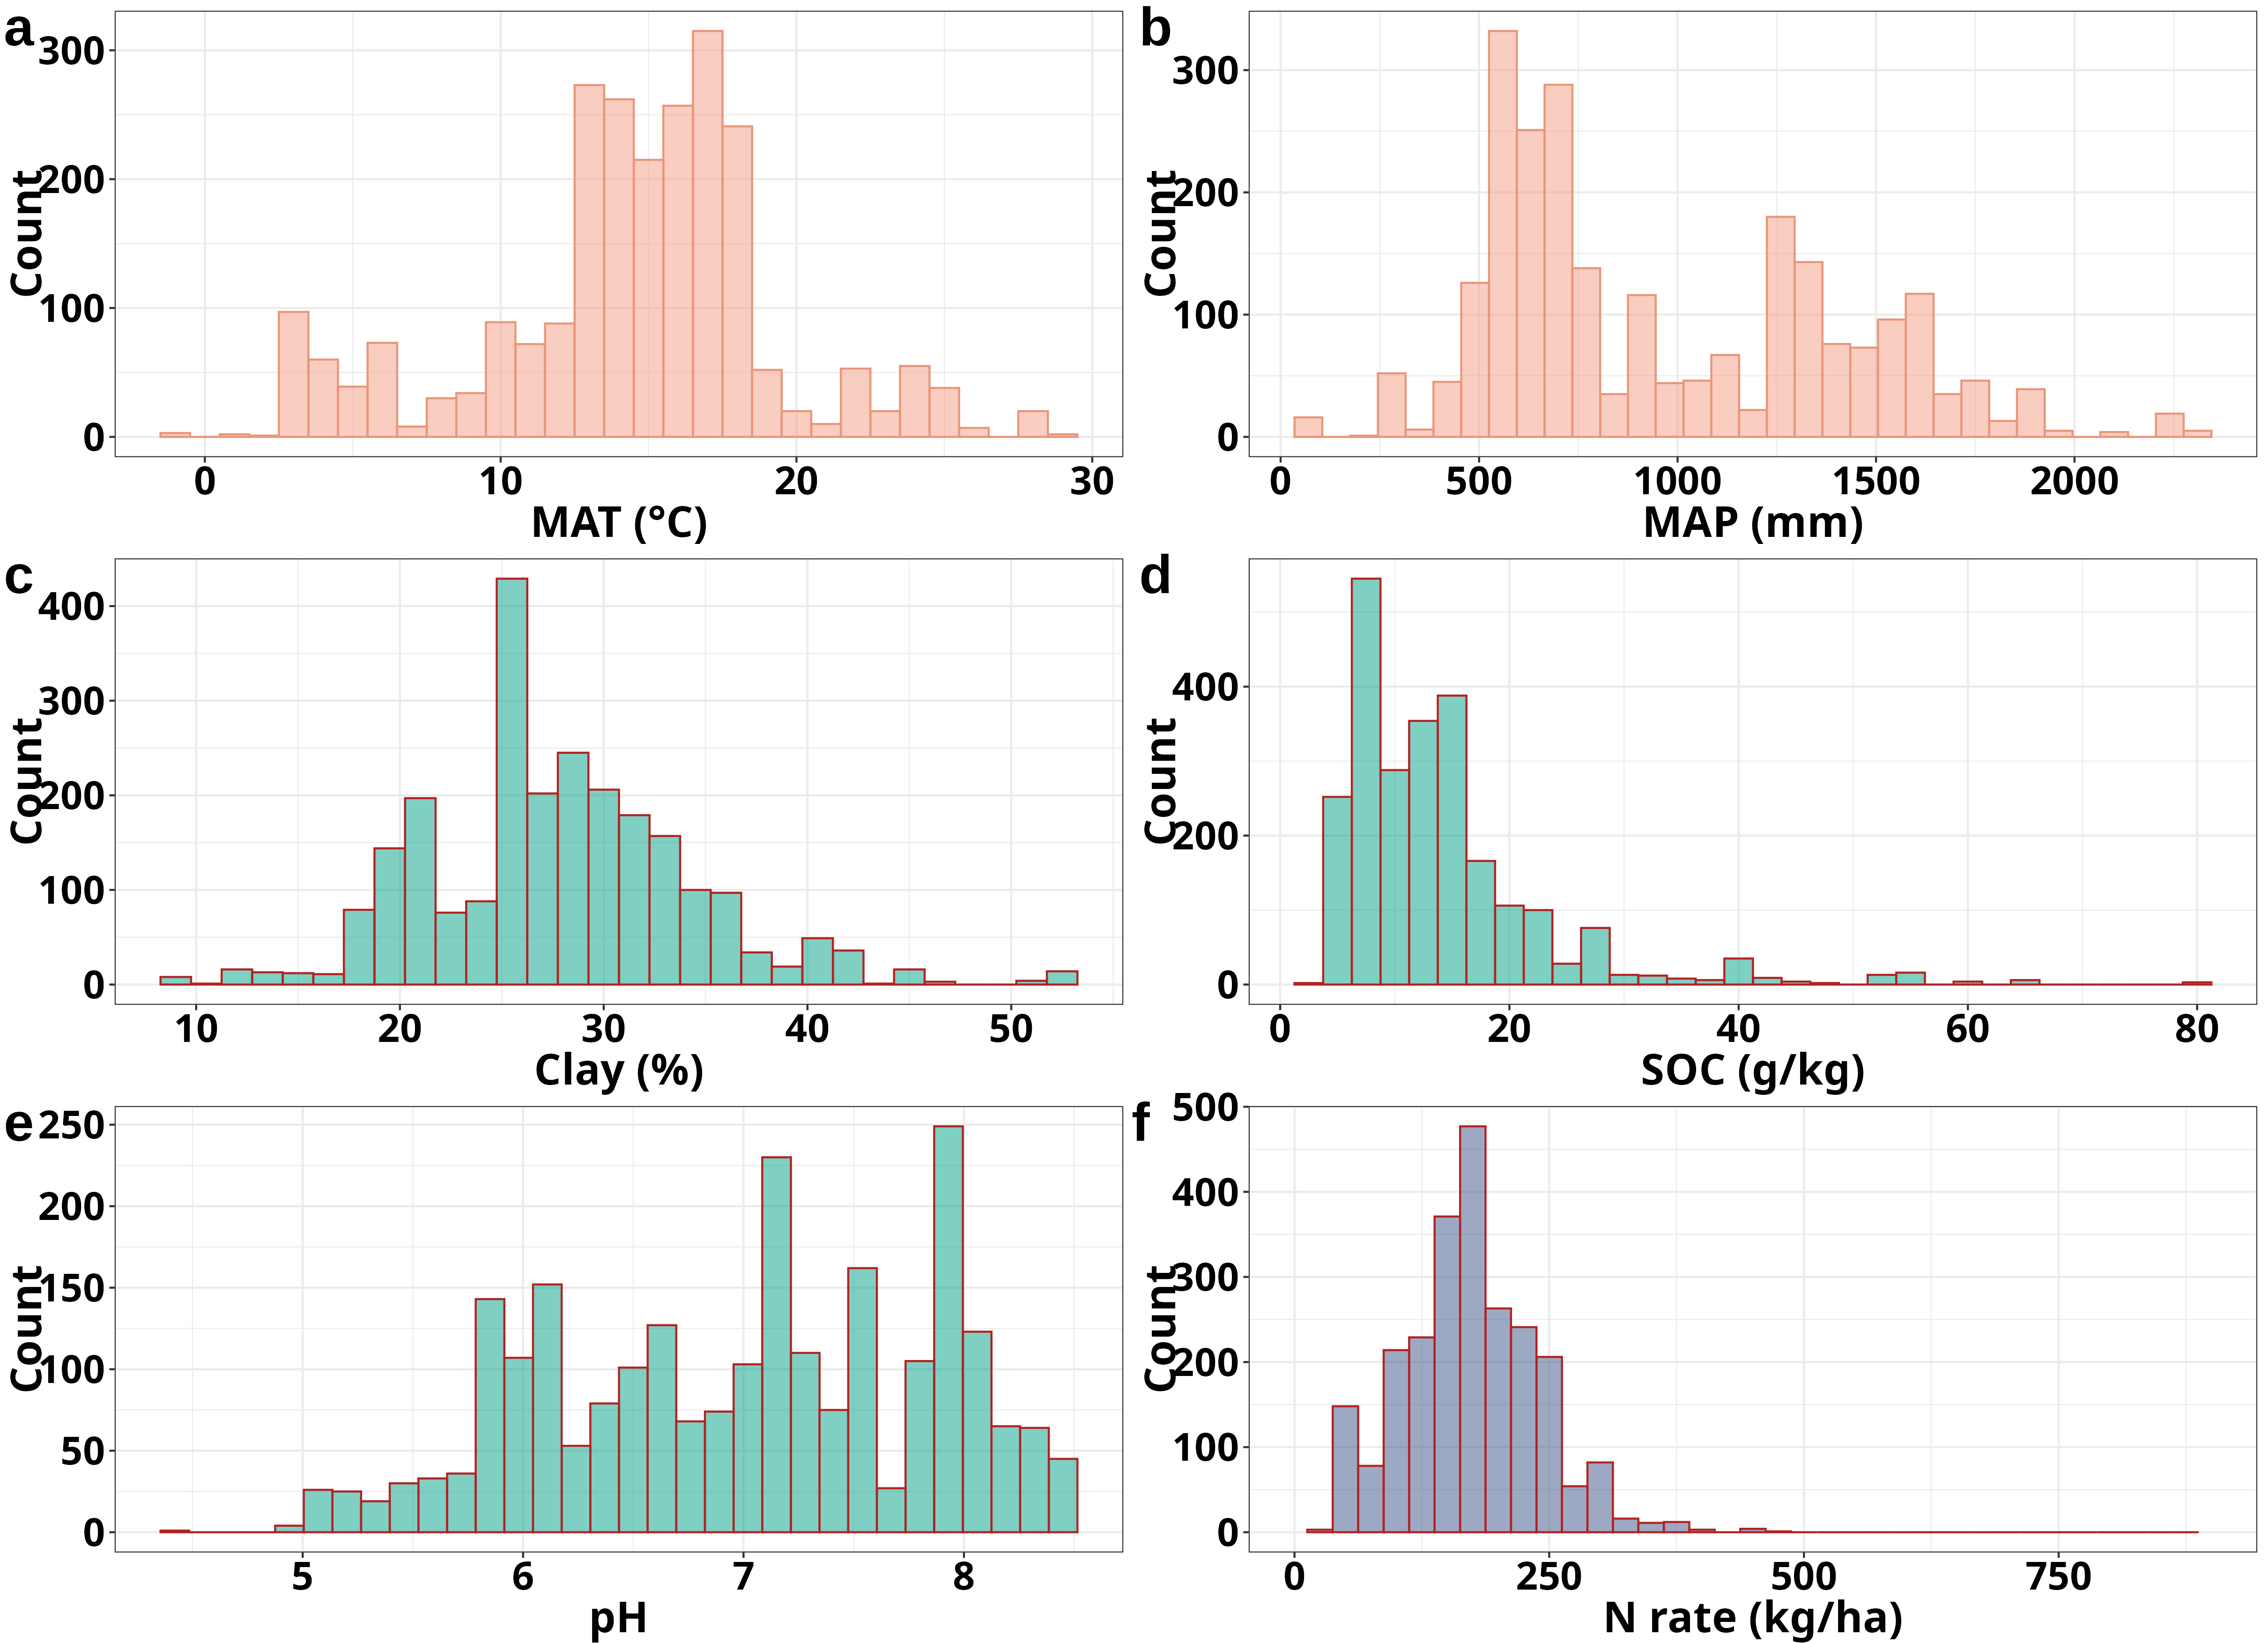 a
300
200
100
0
Count
0 10 20 30
MAT (°C)
b
300
200
100
0
Count
0 500 1000 1500 2000
MAP (mm)
c
400
300
200
100
0
Count
10 20 30 40 50
Clay (%)
d
400
200
0
Count
0 20 40 60 80
SOC (g/kg)
e
250
200
150
100
50
0
Count
5 6 7 8
pH
f
500
400
300
200
100
0
Count
0 250 500 750
N rate (kg/ha)